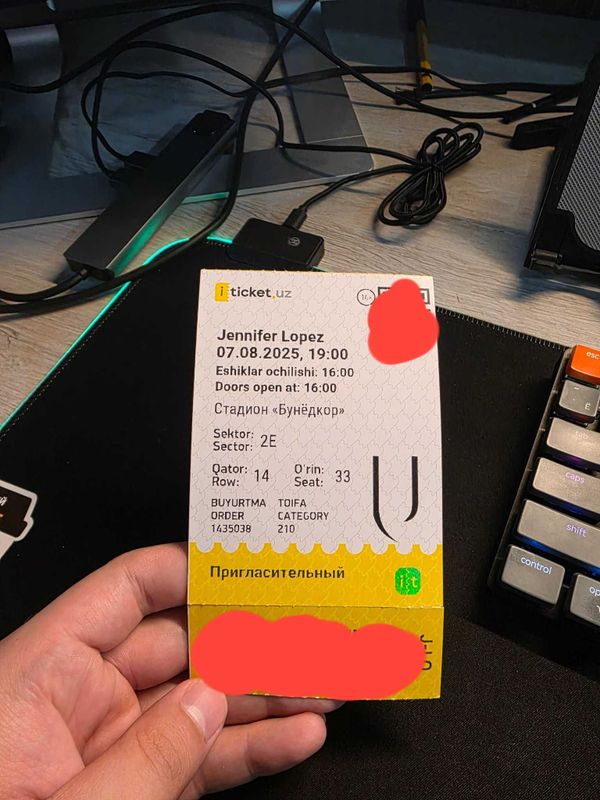 iticket.uz
Jennifer Lopez
07.08.2025, 19:00
Eshiklar ochilishi: 16:00
Doors open at: 16:00
Стадион «Бунёдкор»
Sektor:
Sector: 2E
Qator:
Row: 14
O'rin:
Seat: 33
BUYURTMA
ORDER
1435038
TOIFA
CATEGORY
210
Пригласительный
it
esc
tab
caps
shift
control